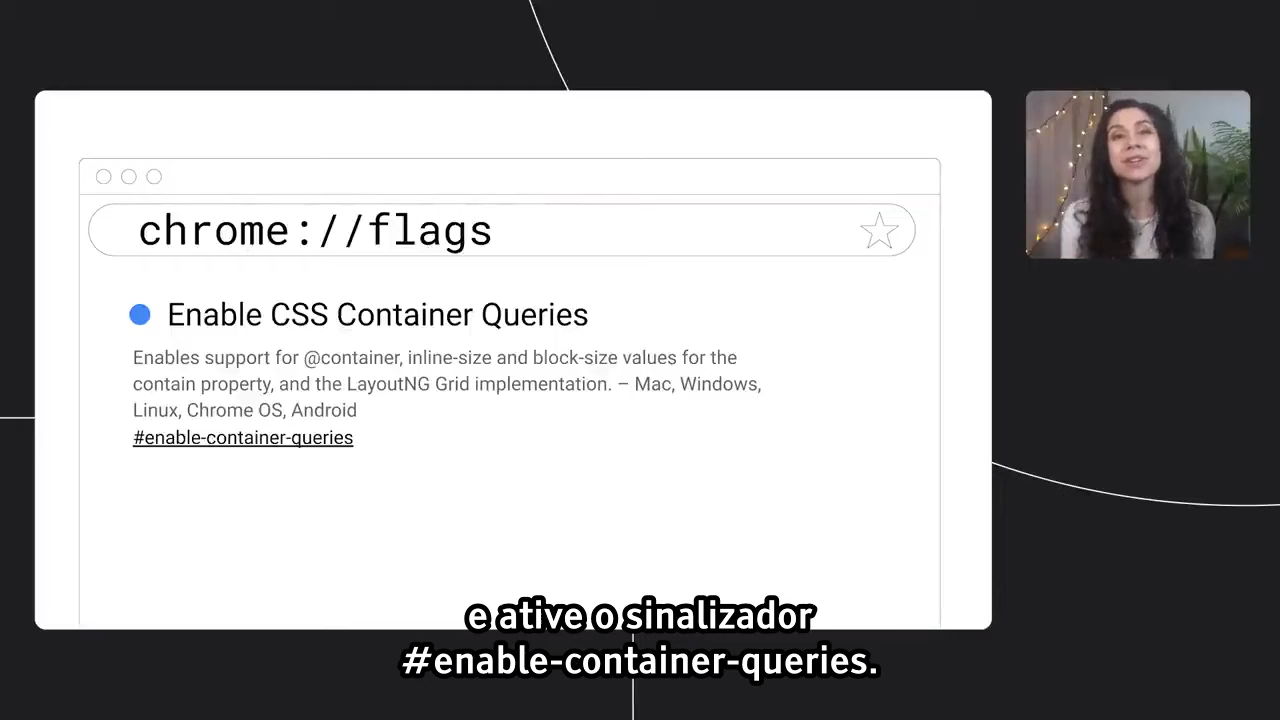 chrome://flags
Enable CSS Container Queries
Enables support for @container, inline-size and block-size values for the
contain property, and the LayoutNG Grid implementation. – Mac, Windows,
Linux, Chrome OS, Android
#enable-container-queries
e ative o sinalizador
#enable-container-queries.